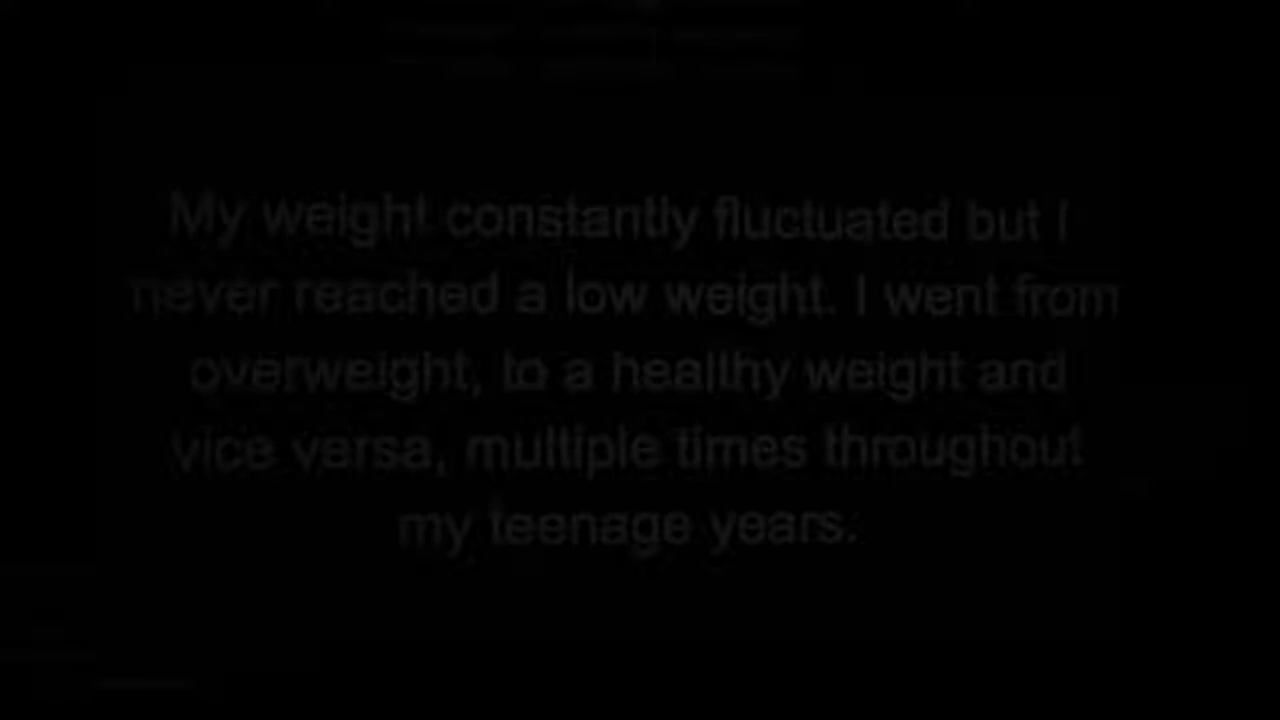 My weight constantly fluctuated but I
never reached a low weight. I went from
overweight, to a healthy weight and
vice versa, multiple times throughout
my teenage years.